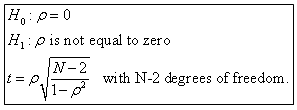 H₀ : ρ = 0
H₁ : ρ is not equal to zero
t = ρ√((N − 2)/(1 − ρ²)) with N-2 degrees of freedom.